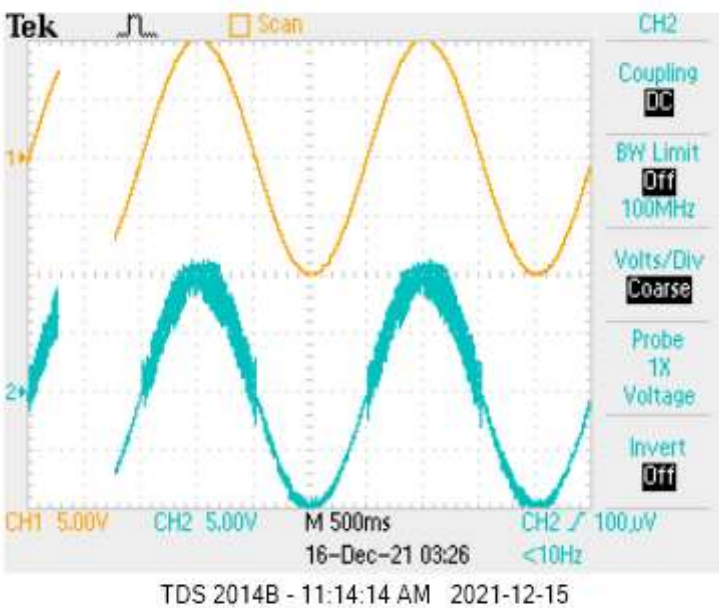 Tek Scan CH2
Coupling
DC
1
BW Limit
Off
100MHz
Volts/Div
Coarse
Probe
1X
Voltage
2
Invert
Off
CH1 5.00V CH2 5.00V M 500ms CH2 100µV
16-Dec-21 03:26 <10Hz
TDS 2014B - 11:14:14 AM 2021-12-15